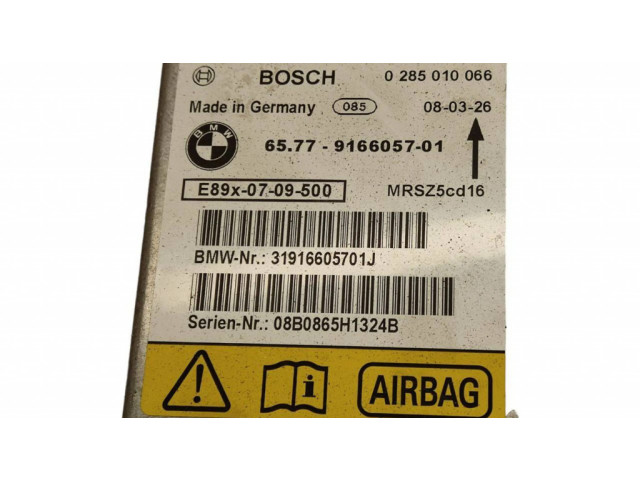 BOSCH 0 285 010 066
Made in Germany 085 08-03-26
BMW 65.77 - 9166057-01
E89x-07-09-500 MRSZ5cd16
BMW-Nr.: 31916605701J
Serien-Nr.: 08B0865H1324B
AIRBAG